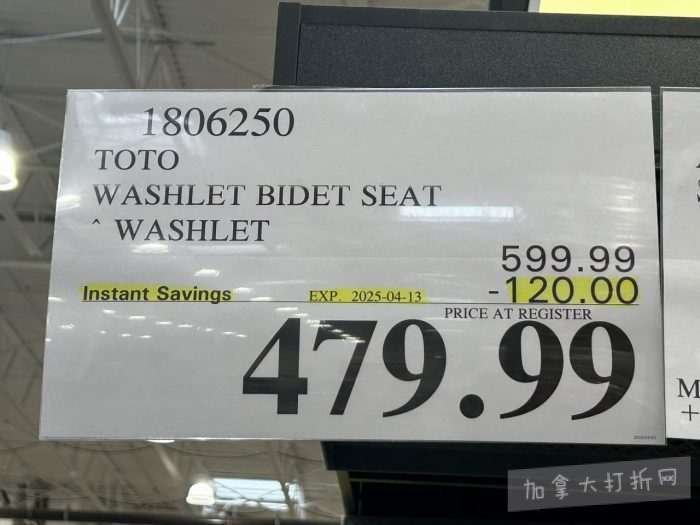 1806250
TOTO
WASHLET BIDET SEAT
^ WASHLET
599.99
Instant Savings EXP. 2025-04-13 -120.00
PRICE AT REGISTER
479.99
M
+
加拿大打折网